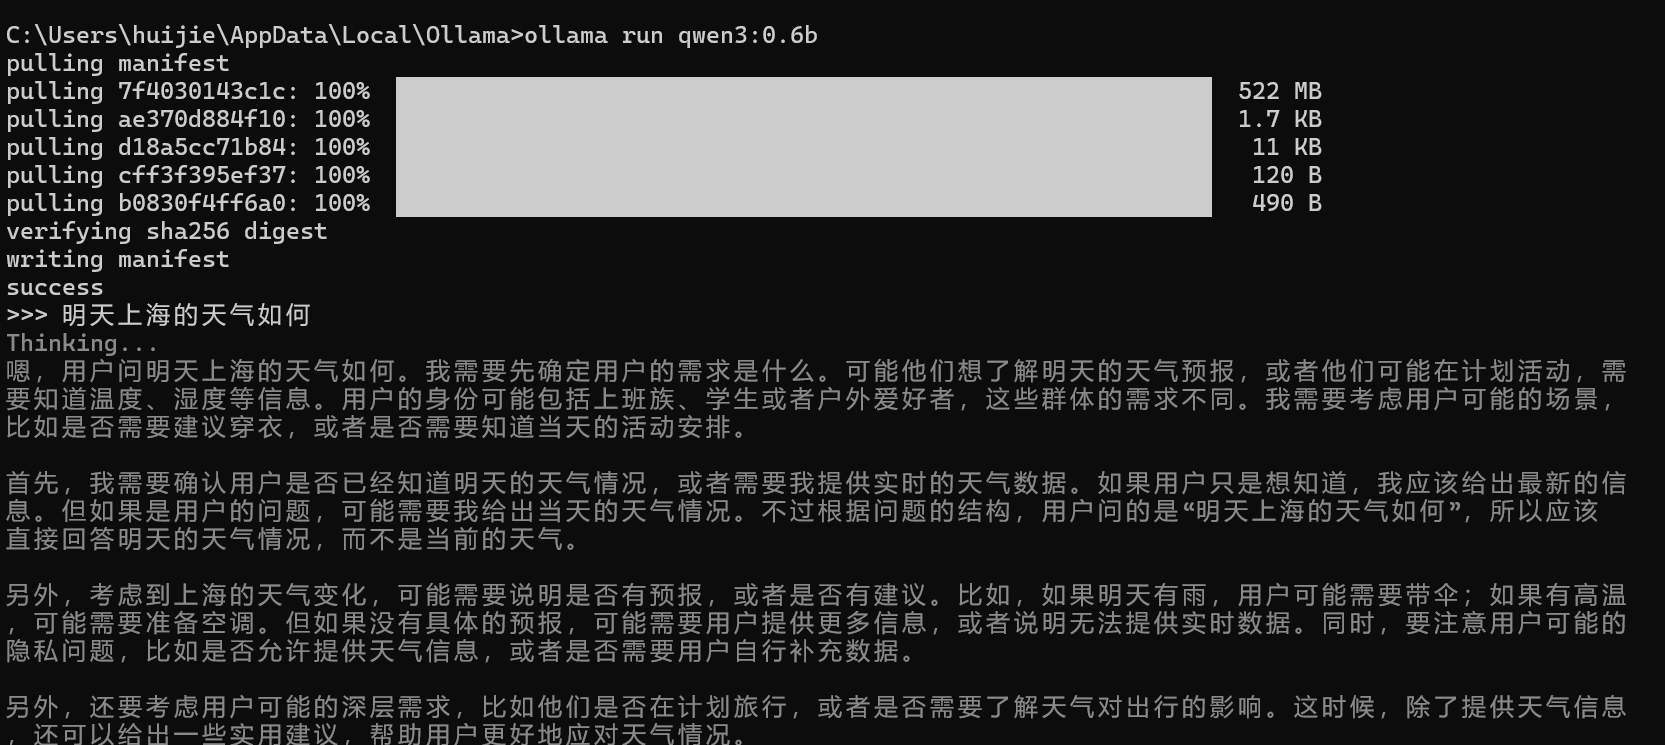 C:\Users\huijie\AppData\Local\Ollama>ollama run qwen3:0.6b
pulling manifest
pulling 7f4030143c1c: 100% 522 MB
pulling ae370d884f10: 100% 1.7 KB
pulling d18a5cc71b84: 100% 11 KB
pulling cff3f395ef37: 100% 120 B
pulling b0830f4ff6a0: 100% 490 B
verifying sha256 digest
writing manifest
success
>>> 明天上海的天气如何
Thinking...
嗯，用户问明天上海的天气如何。我需要先确定用户的需求是什么。可能他们想了解明天的天气预报，或者他们可能在计划活动，需
要知道温度、湿度等信息。用户的身份可能包括上班族、学生或者户外爱好者，这些群体的需求不同。我需要考虑用户可能的场景，
比如是否需要建议穿衣，或者是否需要知道当天的活动安排。
首先，我需要确认用户是否已经知道明天的天气情况，或者需要我提供实时的天气数据。如果用户只是想知道，我应该给出最新的信
息。但如果是用户的问题，可能需要我给出当天的天气情况。不过根据问题的结构，用户问的是“明天上海的天气如何”，所以应该
直接回答明天的天气情况，而不是当前的天气。
另外，考虑到上海的天气变化，可能需要说明是否有预报，或者是否有建议。比如，如果明天有雨，用户可能需要带伞；如果有高温
，可能需要准备空调。但如果没有具体的预报，可能需要用户提供更多信息，或者说明无法提供实时数据。同时，要注意用户可能的
隐私问题，比如是否允许提供天气信息，或者是否需要用户自行补充数据。
另外，还要考虑用户可能的深层需求，比如他们是否在计划旅行，或者是否需要了解天气对出行的影响。这时候，除了提供天气信息
，还可以给出一些实用建议，帮助用户更好地应对天气情况。